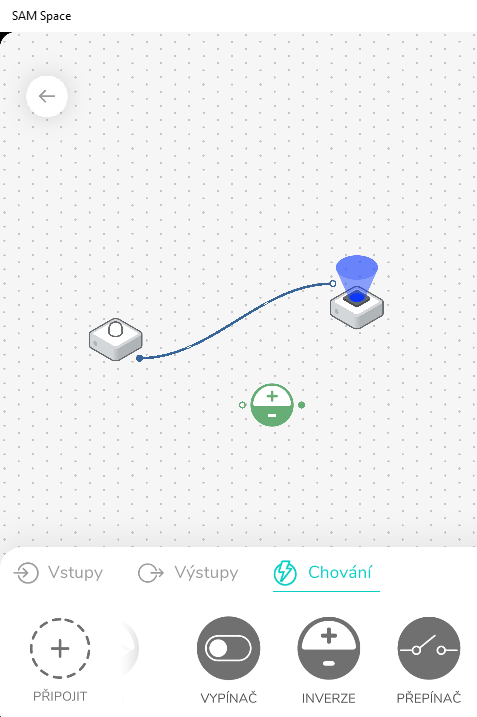 SAM Space
Vstupy
Výstupy
Chování
PŘIPOJIT
VYPÍNAČ
INVERZE
PŘEPÍNAČ